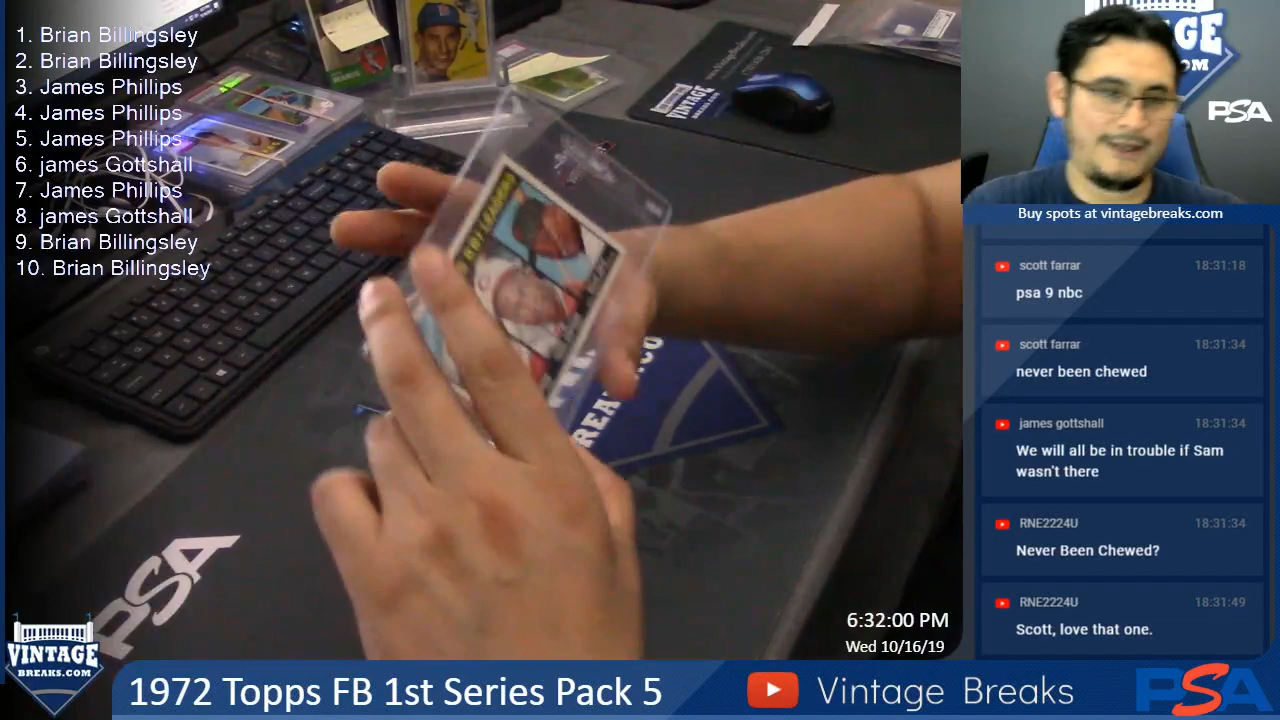 1. Brian Billingsley
2. Brian Billingsley
3. James Phillips
4. James Phillips
5. James Phillips
6. james Gottshall
7. James Phillips
8. james Gottshall
9. Brian Billingsley
10. Brian Billingsley
RBI LEADERS
VINTAGE
BREAKS.COM
PSA
PSA
Buy spots at vintagebreaks.com
scott farrar 18:31:18
psa 9 nbc
scott farrar 18:31:34
never been chewed
james gottshall 18:31:34
We will all be in trouble if Sam
wasn't there
RNE2224U 18:31:34
Never Been Chewed?
RNE2224U 18:31:49
Scott, love that one.
6:32:00 PM
Wed 10/16/19
VINTAGE
BREAKS.COM
1972 Topps FB 1st Series Pack 5
Vintage Breaks
PSA